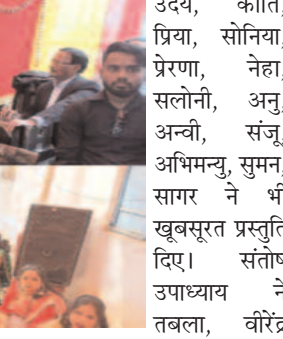 उदय, कांति,
प्रिया, सोनिया,
प्रेरणा, नेहा,
सलोनी, अनु,
अन्वी, संजू,
अभिमन्यु, सुमन,
सागर ने भी
खूबसूरत प्रस्तुति
दिए। संतोष
उपाध्याय ने
तबला, वीरेंद्र